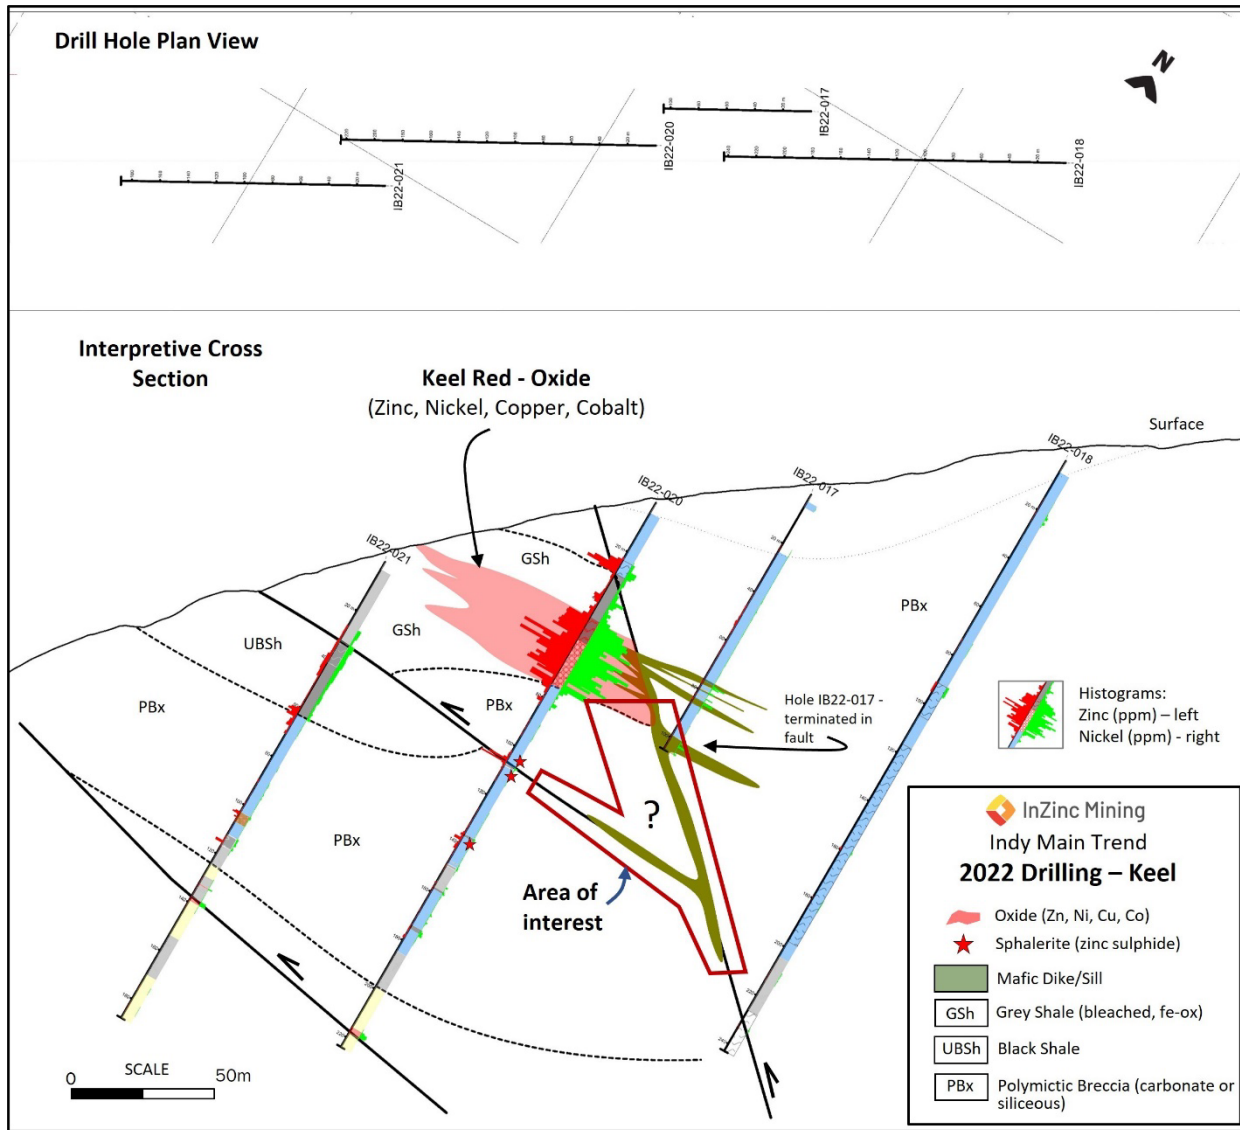 Drill Hole Plan View
N
IB22-017
IB22-020
IB22-018
IB22-021
Interpretive Cross
Section
Keel Red - Oxide
(Zinc, Nickel, Copper, Cobalt)
Surface
IB22-018
IB22-020
IB22-017
IB22-021
GSh
GSh
UBSh
PBx
PBx
PBx
PBx
Hole IB22-017 -
terminated in
fault
?
Area of
interest
Histograms:
Zinc (ppm) – left
Nickel (ppm) - right
InZinc Mining
Indy Main Trend
2022 Drilling – Keel
Oxide (Zn, Ni, Cu, Co)
Sphalerite (zinc sulphide)
Mafic Dike/Sill
GSh Grey Shale (bleached, fe-ox)
UBSh Black Shale
PBx Polymictic Breccia (carbonate or
siliceous)
SCALE
0 50m